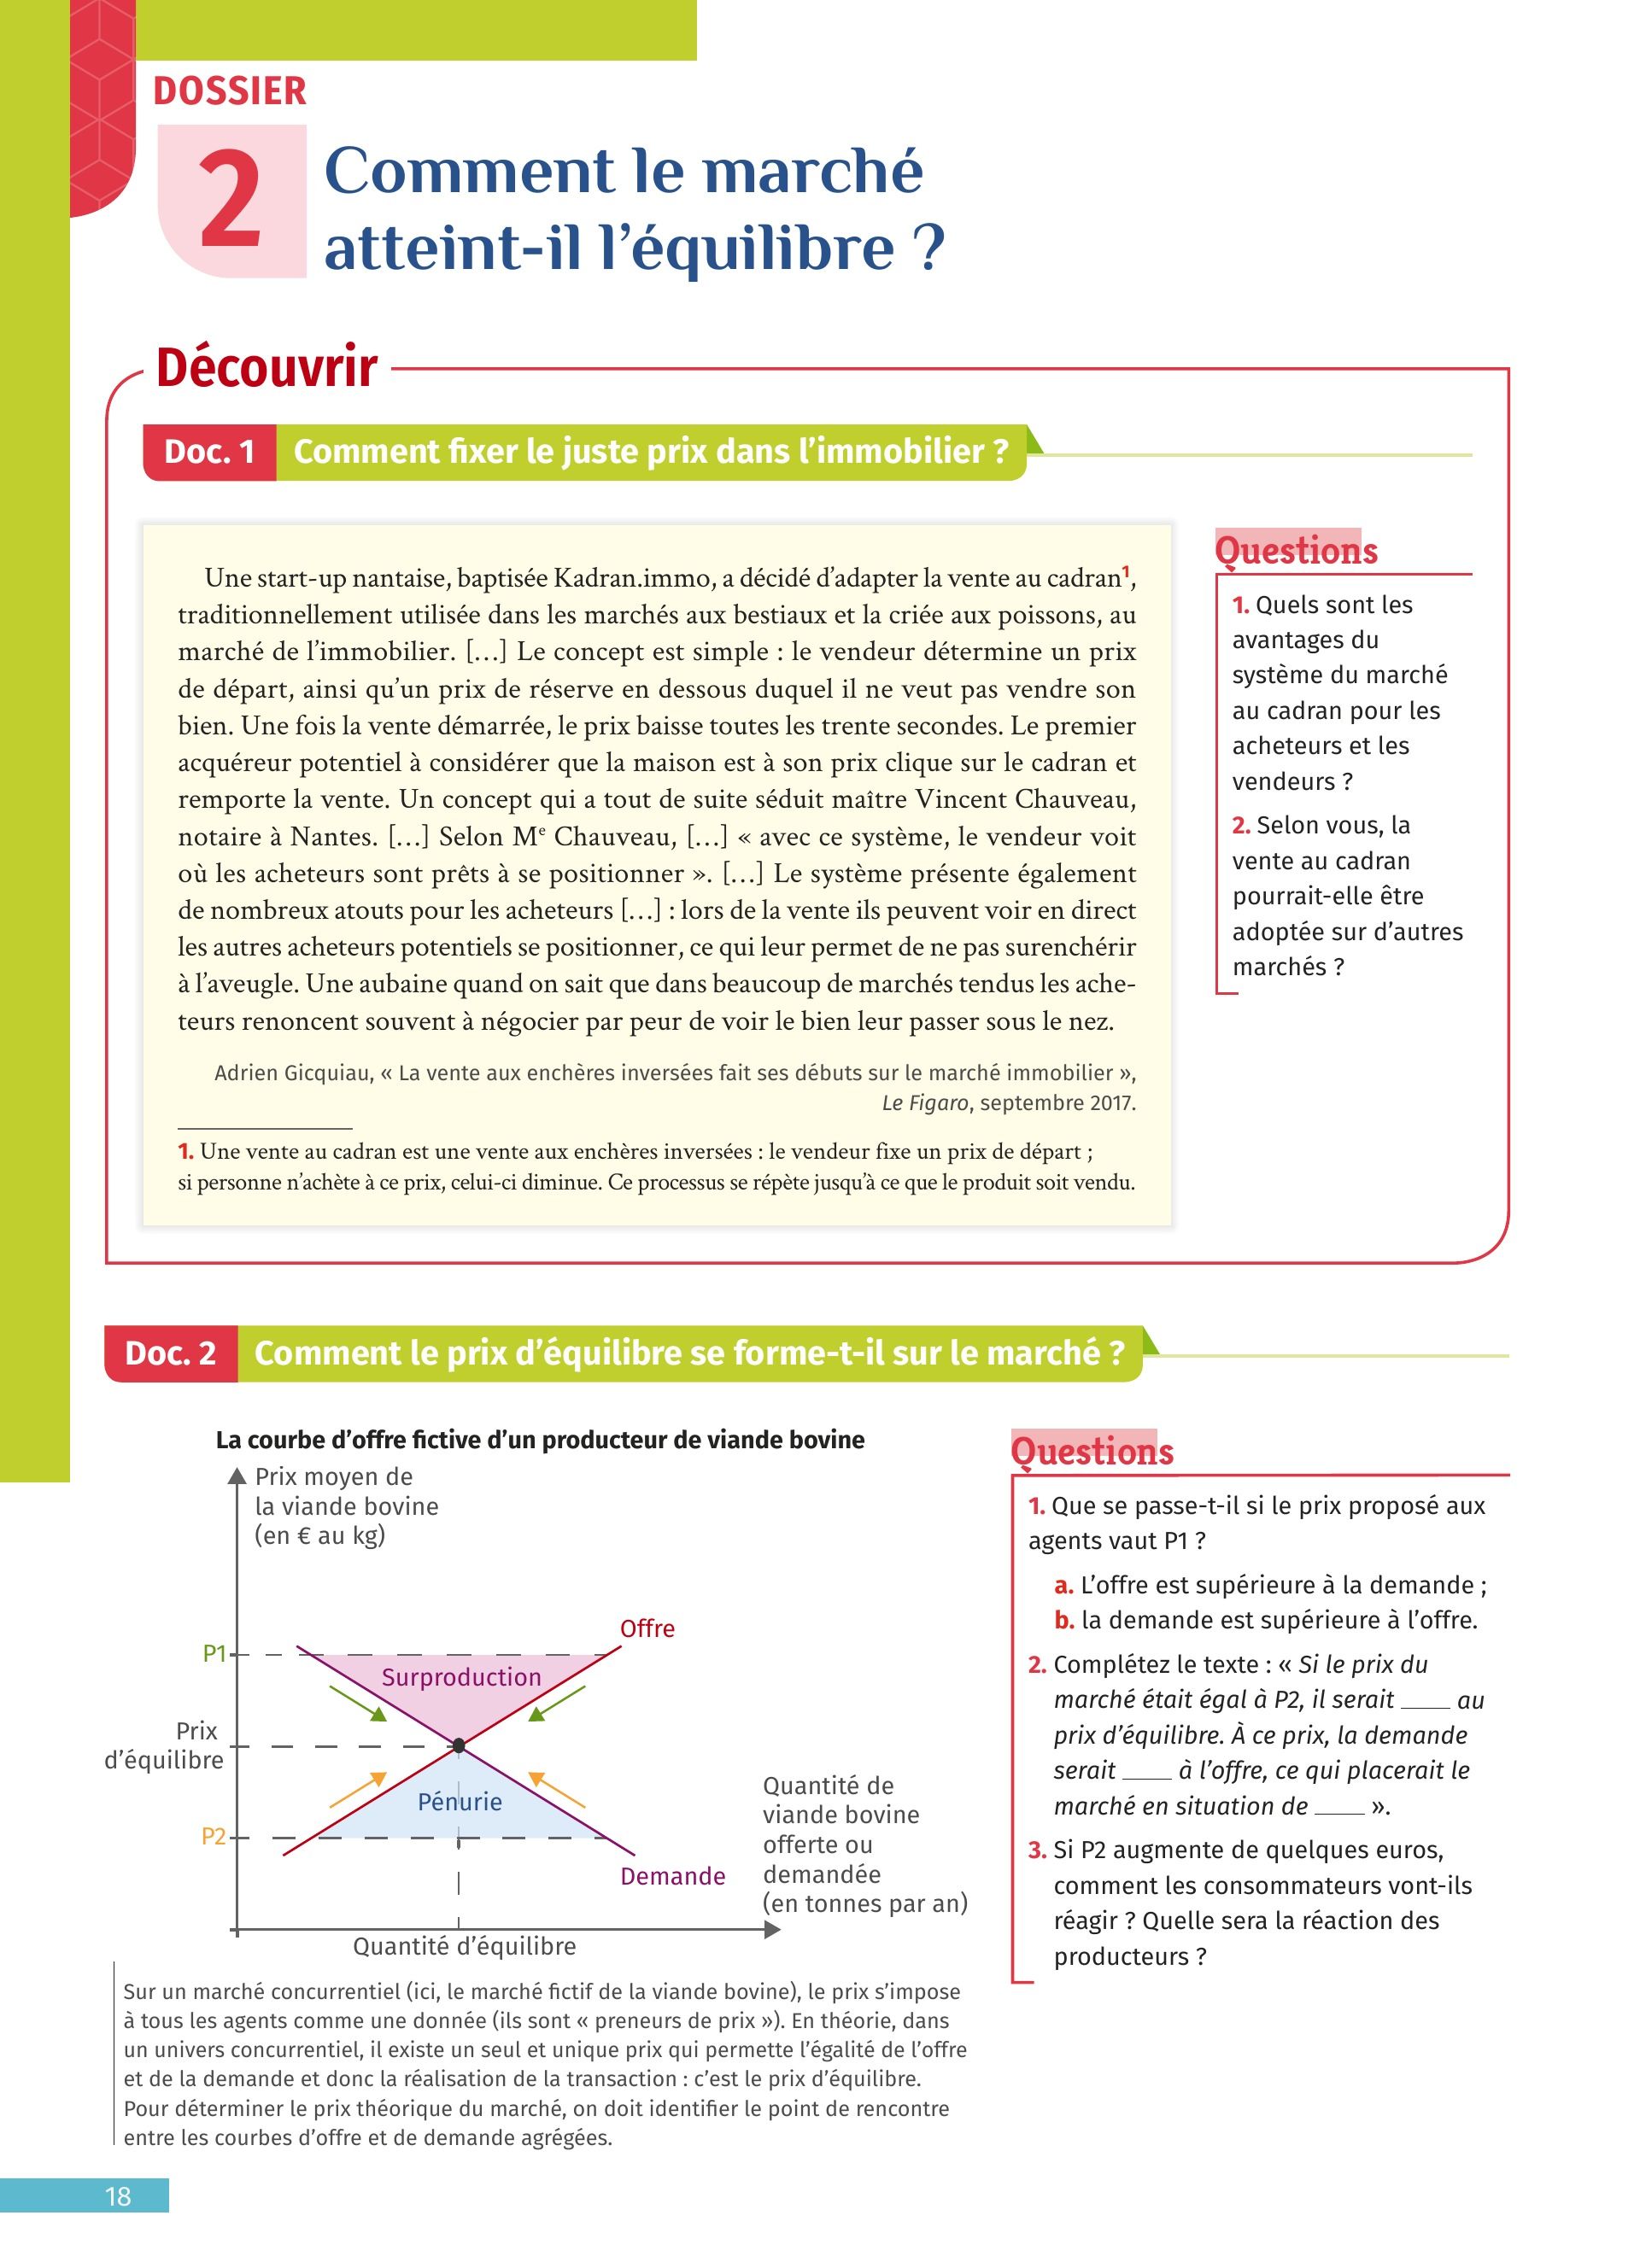 DOSSIER
2
Comment le marché
atteint-il l’équilibre ?
Découvrir
Doc. 1 Comment fixer le juste prix dans l’immobilier ?
Une start-up nantaise, baptisée Kadran.immo, a décidé d’adapter la vente au cadran¹,
traditionnellement utilisée dans les marchés aux bestiaux et la criée aux poissons, au
marché de l’immobilier. […] Le concept est simple : le vendeur détermine un prix
de départ, ainsi qu’un prix de réserve en dessous duquel il ne veut pas vendre son
bien. Une fois la vente démarrée, le prix baisse toutes les trente secondes. Le premier
acquéreur potentiel à considérer que la maison est à son prix clique sur le cadran et
remporte la vente. Un concept qui a tout de suite séduit maître Vincent Chauveau,
notaire à Nantes. […] Selon Mᵉ Chauveau, […] « avec ce système, le vendeur voit
où les acheteurs sont prêts à se positionner ». […] Le système présente également
de nombreux atouts pour les acheteurs […] : lors de la vente ils peuvent voir en direct
les autres acheteurs potentiels se positionner, ce qui leur permet de ne pas surenchérir
à l’aveugle. Une aubaine quand on sait que dans beaucoup de marchés tendus les ache-
teurs renoncent souvent à négocier par peur de voir le bien leur passer sous le nez.
Adrien Gicquiau, « La vente aux enchères inversées fait ses débuts sur le marché immobilier »,
Le Figaro, septembre 2017.
1. Une vente au cadran est une vente aux enchères inversées : le vendeur fixe un prix de départ ;
si personne n’achète à ce prix, celui-ci diminue. Ce processus se répète jusqu’à ce que le produit soit vendu.
Questions
1. Quels sont les
avantages du
système du marché
au cadran pour les
acheteurs et les
vendeurs ?
2. Selon vous, la
vente au cadran
pourrait-elle être
adoptée sur d’autres
marchés ?
Doc. 2 Comment le prix d’équilibre se forme-t-il sur le marché ?
La courbe d’offre fictive d’un producteur de viande bovine
Prix moyen de
la viande bovine
(en € au kg)
Offre
P1
Surproduction
Prix
d’équilibre
Pénurie
P2
Demande
Quantité de
viande bovine
offerte ou
demandée
(en tonnes par an)
Quantité d’équilibre
Sur un marché concurrentiel (ici, le marché fictif de la viande bovine), le prix s’impose
à tous les agents comme une donnée (ils sont « preneurs de prix »). En théorie, dans
un univers concurrentiel, il existe un seul et unique prix qui permette l’égalité de l’offre
et de la demande et donc la réalisation de la transaction : c’est le prix d’équilibre.
Pour déterminer le prix théorique du marché, on doit identifier le point de rencontre
entre les courbes d’offre et de demande agrégées.
Questions
1. Que se passe-t-il si le prix proposé aux
agents vaut P1 ?
a. L’offre est supérieure à la demande ;
b. la demande est supérieure à l’offre.
2. Complétez le texte : « Si le prix du
marché était égal à P2, il serait ____ au
prix d’équilibre. À ce prix, la demande
serait ____ à l’offre, ce qui placerait le
marché en situation de ____ ».
3. Si P2 augmente de quelques euros,
comment les consommateurs vont-ils
réagir ? Quelle sera la réaction des
producteurs ?
18